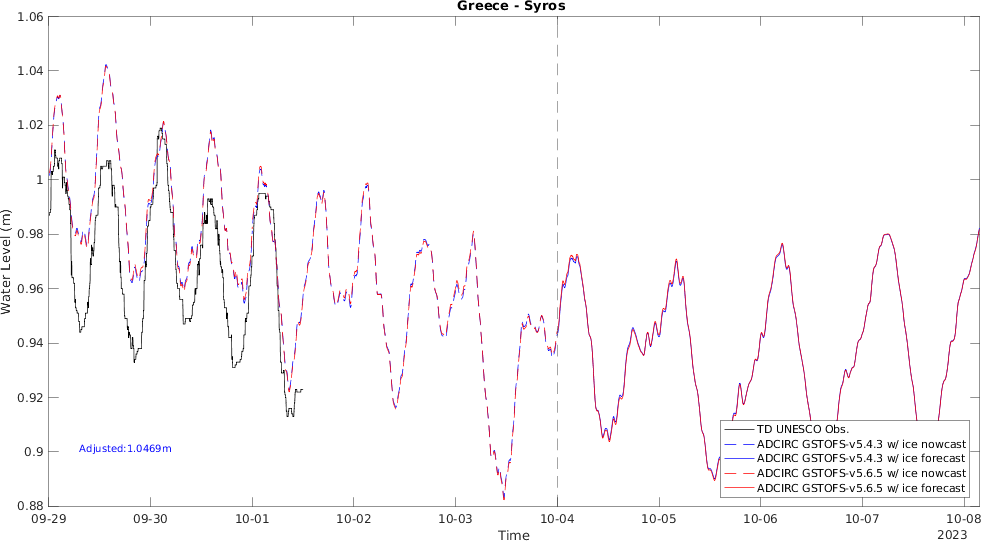 Greece - Syros
1.06
1.04
1.02
1
0.98
0.96
0.94
0.92
0.9
0.88
Water Level (m)
Adjusted:1.0469m
TD UNESCO Obs.
ADCIRC GSTOFS-v5.4.3 w/ ice nowcast
ADCIRC GSTOFS-v5.4.3 w/ ice forecast
ADCIRC GSTOFS-v5.6.5 w/ ice nowcast
ADCIRC GSTOFS-v5.6.5 w/ ice forecast
09-29 09-30 10-01 10-02 10-03 10-04 10-05 10-06 10-07 10-08
Time 2023